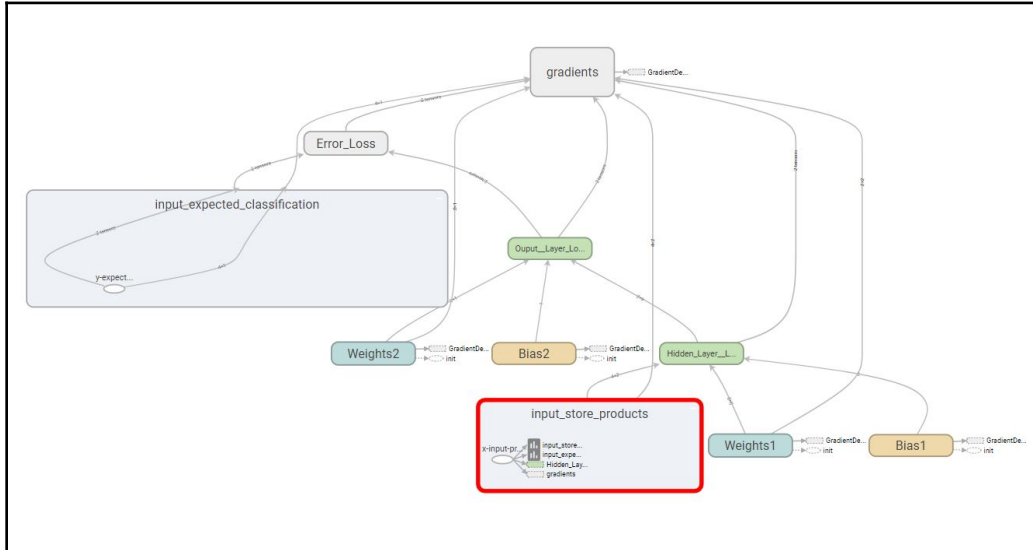 gradients
GradientDe...
Error_Loss
input_expected_classification
y-expect...
Ouput__Layer_Lo...
Weights2
GradientDe...
init
Bias2
GradientDe...
init
Hidden_Layer__L...
input_store_products
x-input-pr...
input_store...
input_expe...
Hidden_Lay...
gradients
Weights1
GradientDe...
init
Bias1
GradientDe...
init